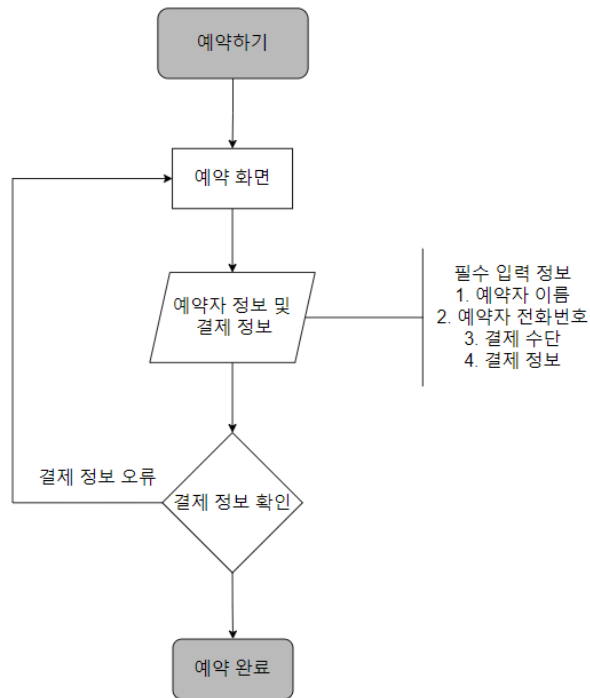 예약하기
예약 화면
예약자 정보 및
결제 정보
필수 입력 정보
1. 예약자 이름
2. 예약자 전화번호
3. 결제 수단
4. 결제 정보
결제 정보 오류
결제 정보 확인
예약 완료